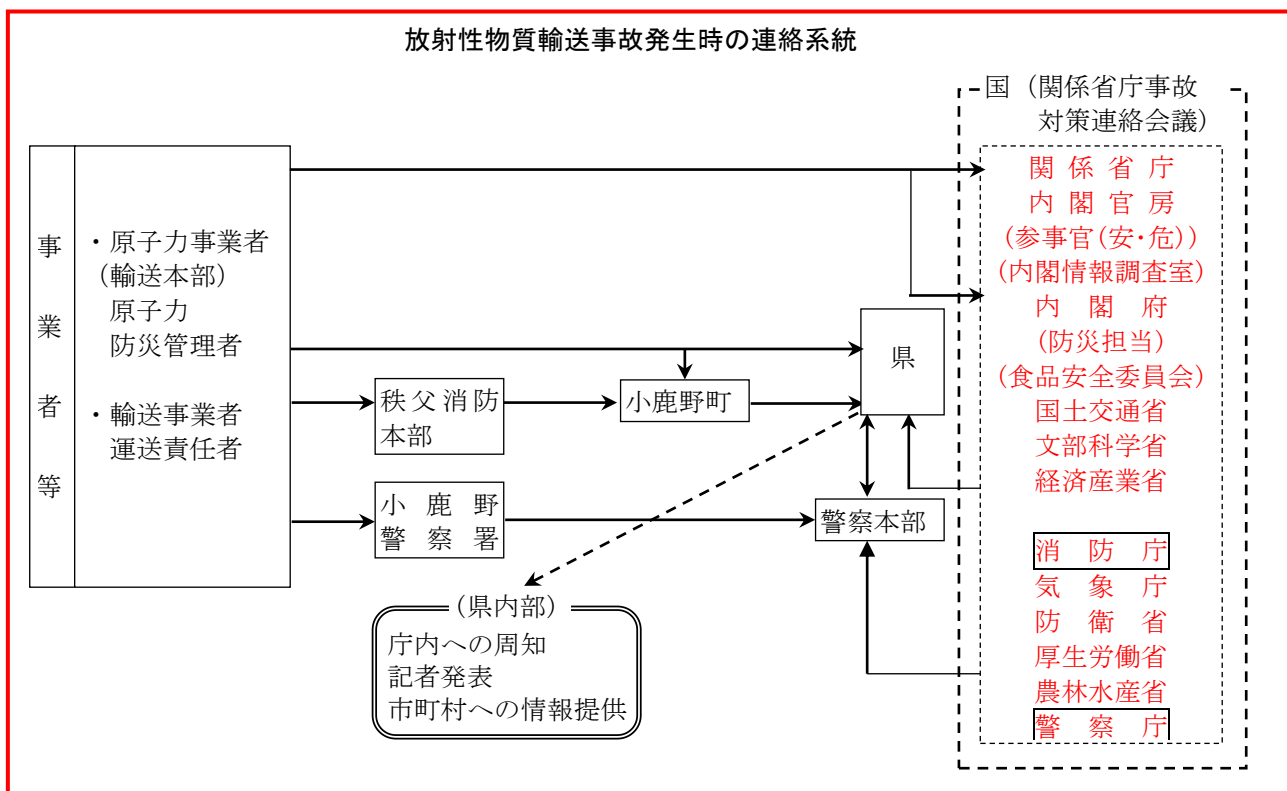 放射性物質輸送事故発生時の連絡系統
国（関係省庁事故
対策連絡会議）
事業者等
・原子力事業者
（輸送本部）
原子力
防災管理者
・輸送事業者
運送責任者
秩父消防
本部
小鹿野町
県
小鹿野
警察署
警察本部
（県内部）
庁内への周知
記者発表
市町村への情報提供
関係省庁
内閣官房
(参事官(安・危))
(内閣情報調査室)
内閣府
(防災担当)
(食品安全委員会)
国土交通省
文部科学省
経済産業省
消防庁
気象庁
防衛省
厚生労働省
農林水産省
警察庁